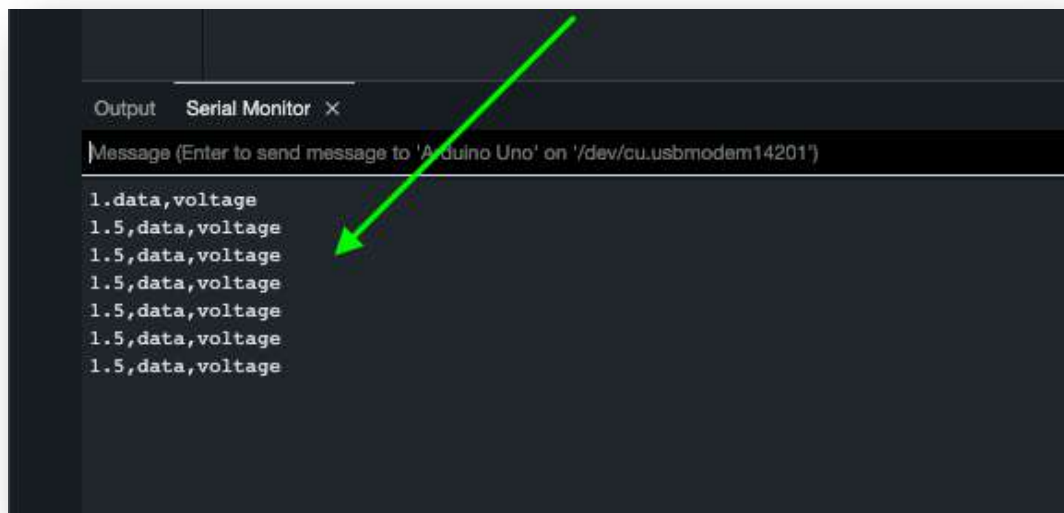 Output Serial Monitor ×
Message (Enter to send message to 'Arduino Uno' on '/dev/cu.usbmodem14201')
1.data,voltage
1.5,data,voltage
1.5,data,voltage
1.5,data,voltage
1.5,data,voltage
1.5,data,voltage
1.5,data,voltage